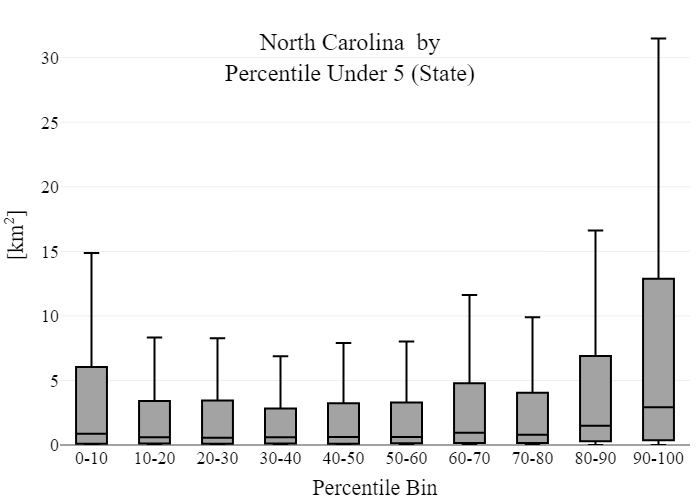 North Carolina by
Percentile Under 5 (State)
[km²]
30
25
20
15
10
5
0
0-10 10-20 20-30 30-40 40-50 50-60 60-70 70-80 80-90 90-100
Percentile Bin